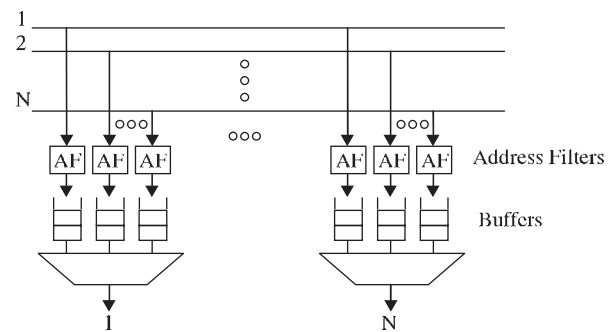 1
2
N
AF AF AF AF AF AF
Address Filters
Buffers
1 N